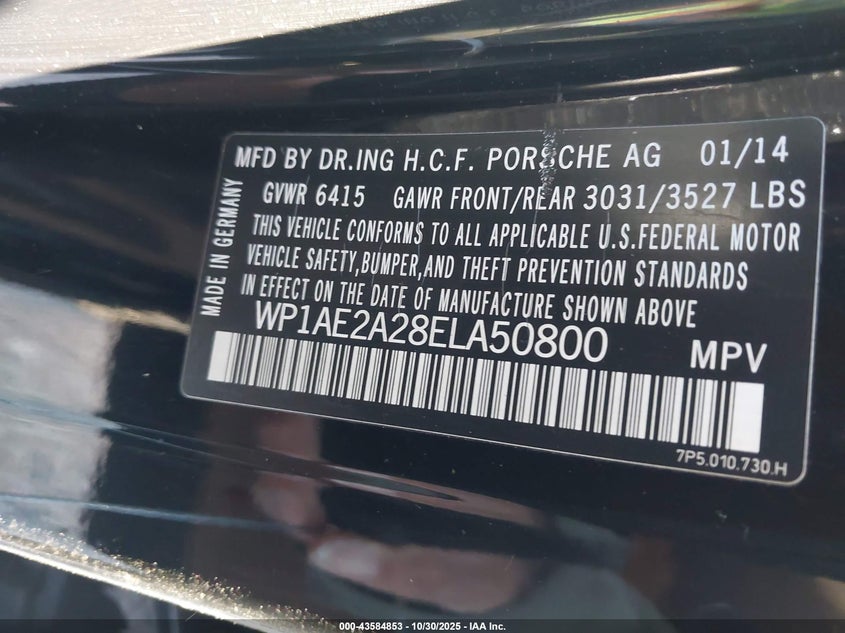 MFD BY DR.ING H.C.F. PORSCHE AG 01/14
GVWR 6415 GAWR FRONT/REAR 3031/3527 LBS
THIS VEHICLE CONFORMS TO ALL APPLICABLE U.S.FEDERAL MOTOR
VEHICLE SAFETY,BUMPER,AND THEFT PREVENTION STANDARDS
IN EFFECT ON THE DATE OF MANUFACTURE SHOWN ABOVE
MADE IN GERMANY
WP1AE2A28ELA50800 MPV
7P5.010.730.H
000-43584853 - 10/30/2025 - IAA Inc.